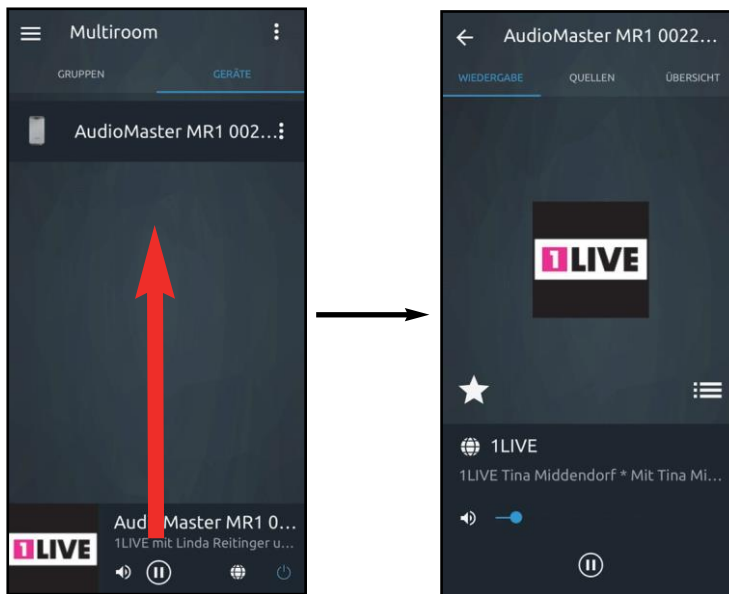 Multiroom
GRUPPEN GERÄTE
AudioMaster MR1 002...
1LIVE
AudioMaster MR1 0...
1LIVE mit Linda Reitinger u...
AudioMaster MR1 0022...
WIEDERGABE QUELLEN ÜBERSICHT
1LIVE
1LIVE
1LIVE Tina Middendorf * Mit Tina Mi...